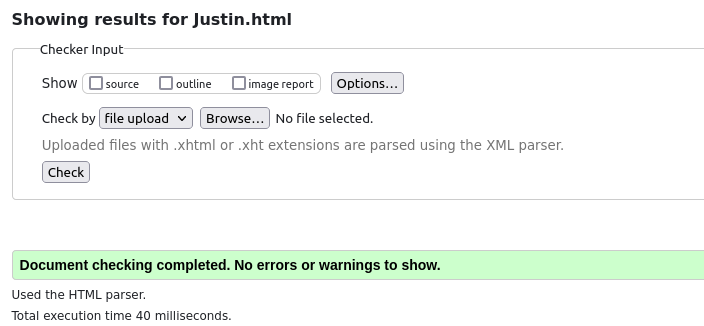 Showing results for Justin.html
Checker Input
Show source outline image report Options...
Check by file upload Browse... No file selected.
Uploaded files with .xhtml or .xht extensions are parsed using the XML parser.
Check
Document checking completed. No errors or warnings to show.
Used the HTML parser.
Total execution time 40 milliseconds.